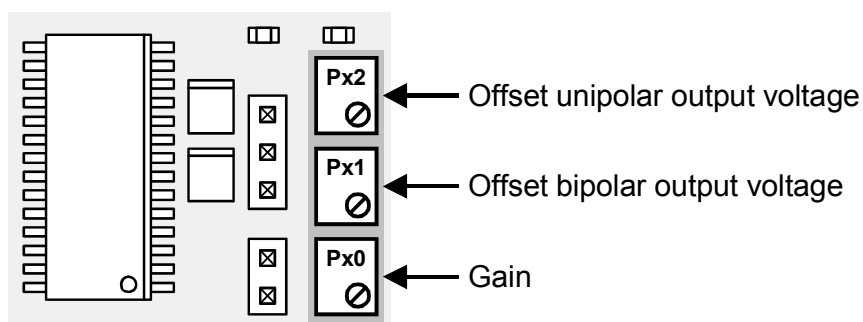 Px2
Offset unipolar output voltage
Px1
Offset bipolar output voltage
Px0
Gain